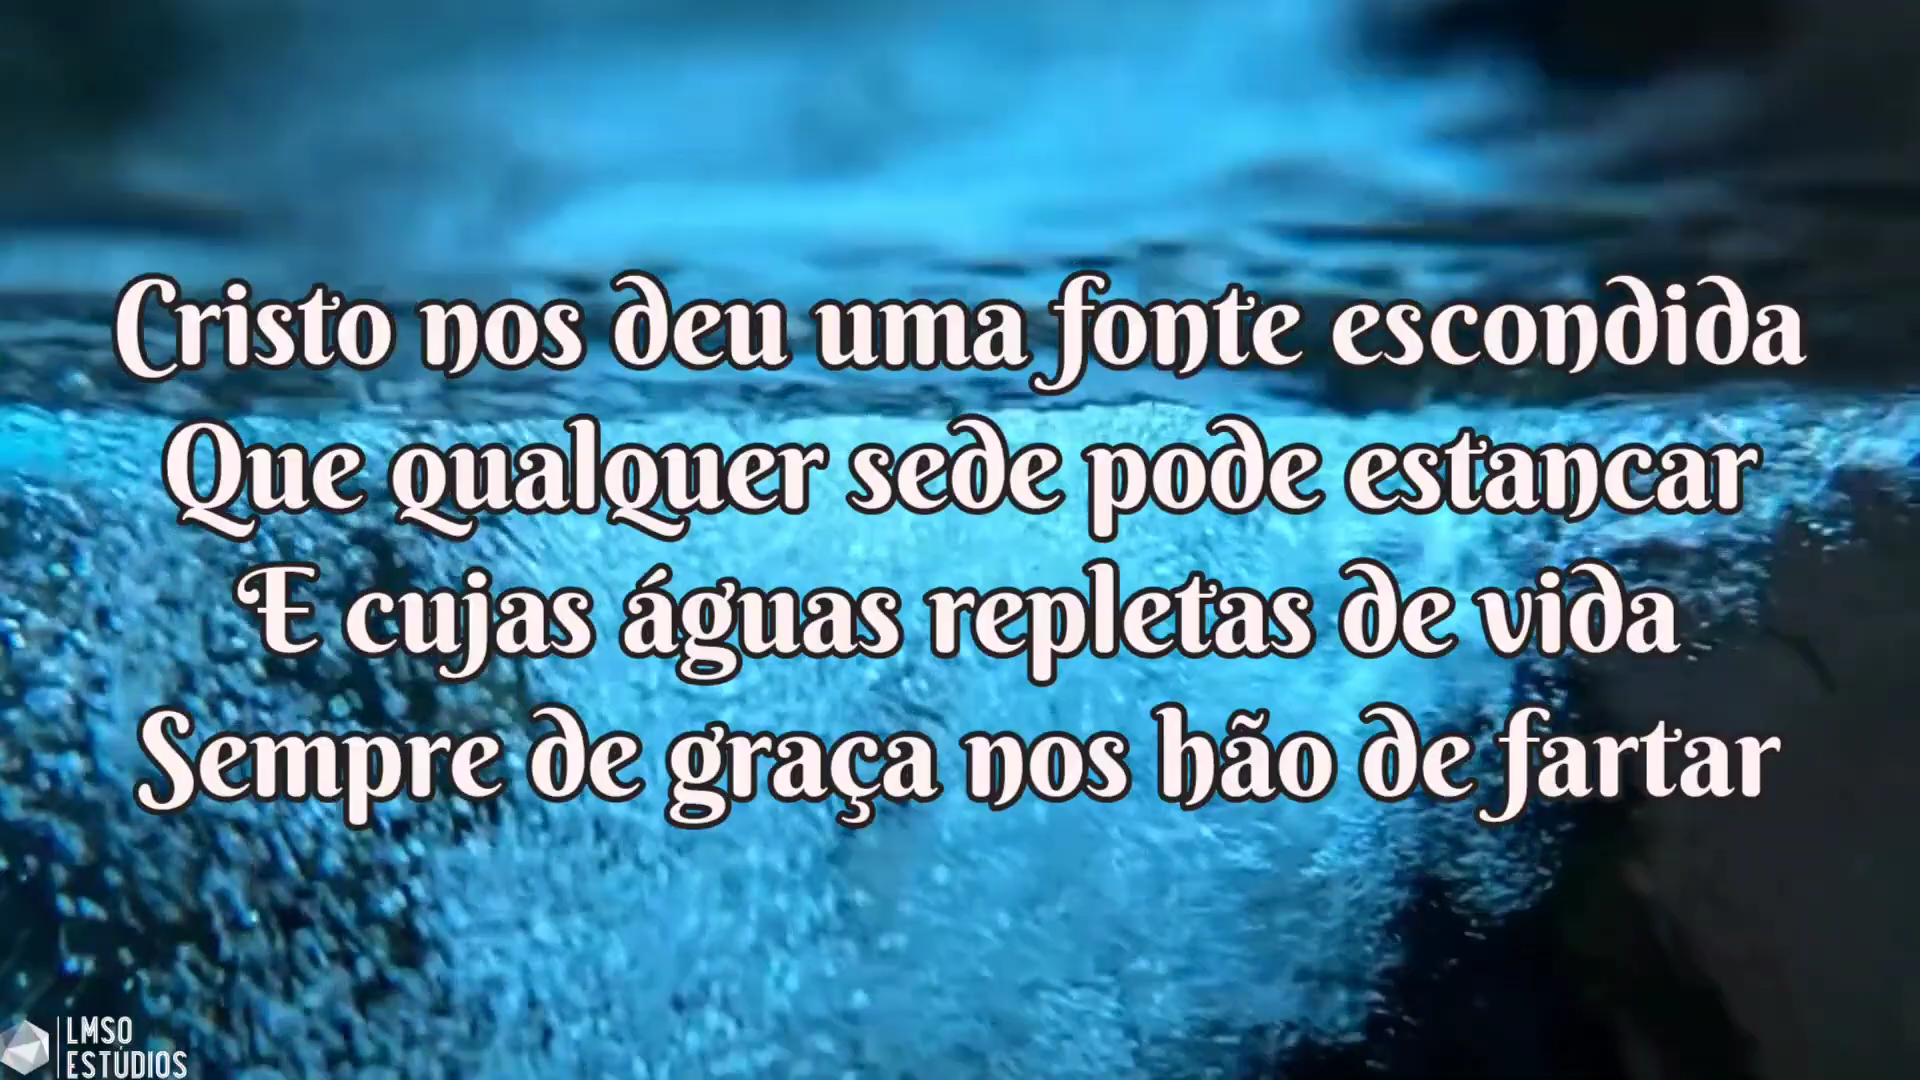 Cristo nos deu uma fonte escondida
Que qualquer sede pode estancar
E cujas águas repletas de vida
Sempre de graça nos hão de fartar
LMSO
ESTÚDIOS